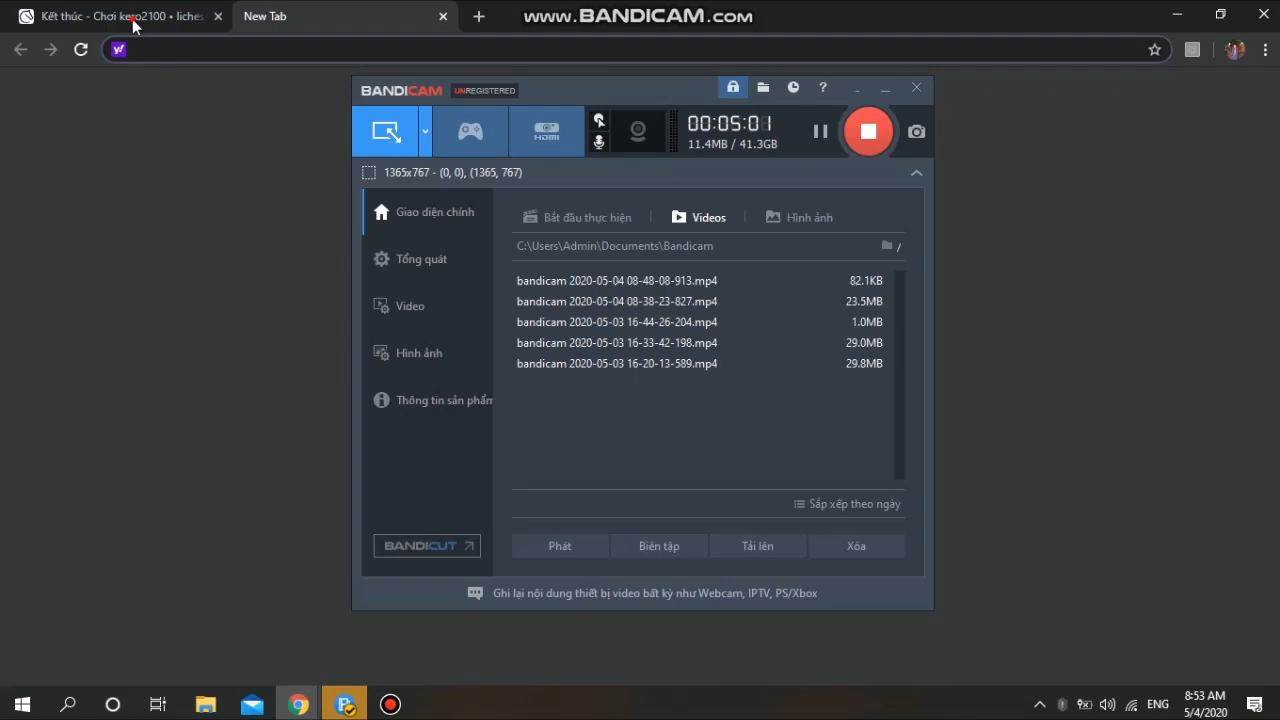 Kết thúc - Chơi kero2100 • liches
New Tab
www.BANDICAM.com
y!
BANDICAM UNREGISTERED
?
HDMI
00:05:01
11.4MB / 41.3GB
1365x767 - (0, 0), (1365, 767)
Giao diện chính
Tổng quát
Video
Hình ảnh
Thông tin sản phẩm
BANDICUT
Bắt đầu thực hiện
Videos
Hình ảnh
C:\Users\Admin\Documents\Bandicam
/
bandicam 2020-05-04 08-48-08-913.mp4 82.1KB
bandicam 2020-05-04 08-38-23-827.mp4 23.5MB
bandicam 2020-05-03 16-44-26-204.mp4 1.0MB
bandicam 2020-05-03 16-33-42-198.mp4 29.0MB
bandicam 2020-05-03 16-20-13-589.mp4 29.8MB
Sắp xếp theo ngày
Phát
Biên tập
Tải lên
Xóa
Ghi lại nội dung thiết bị video bất kỳ như Webcam, IPTV, PS/Xbox
ENG
8:53 AM
5/4/2020